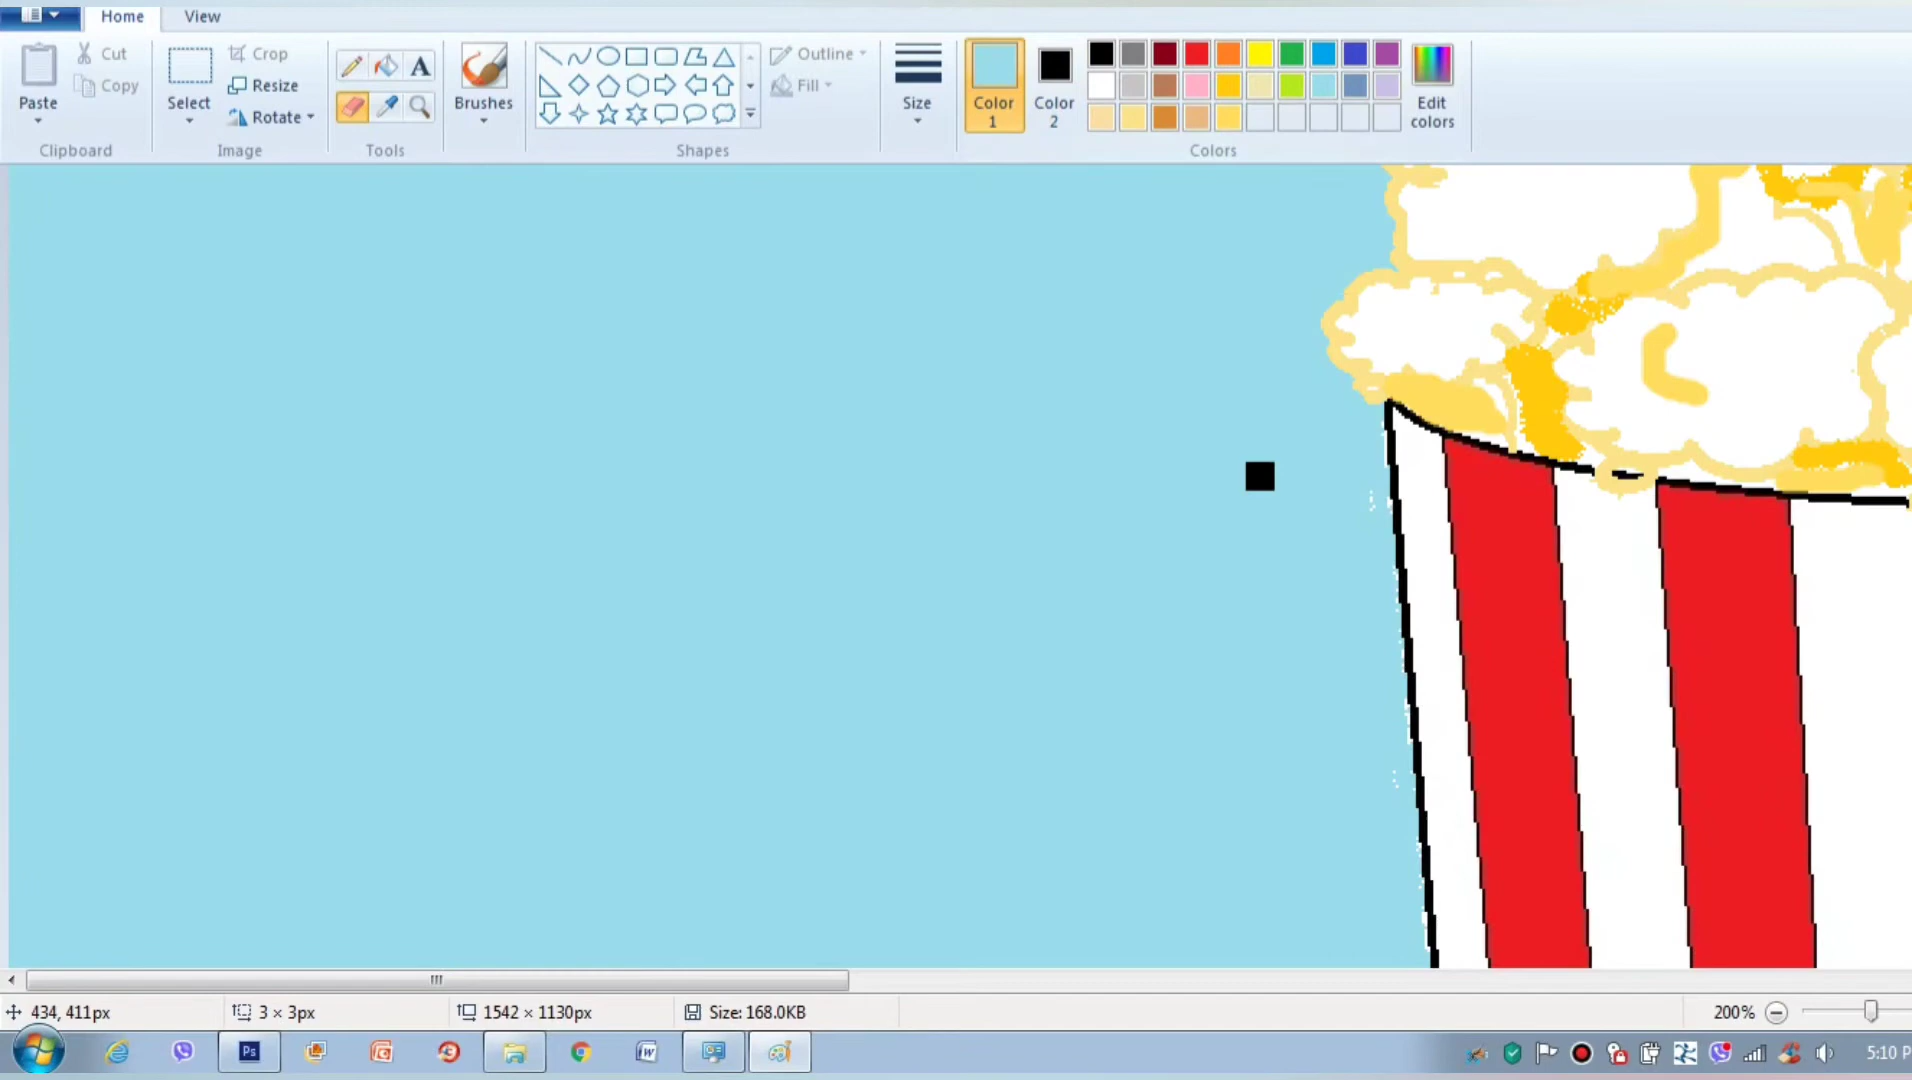 Home View
Paste
Cut
Copy
Clipboard
Select
Crop
Resize
Rotate
Image
A
Tools
Brushes
Shapes
Outline
Fill
Size
Color
1
Color
2
Edit
colors
Colors
434, 411px
3 × 3px
1542 × 1130px
Size: 168.0KB
200%
Ps
W
5:10 P